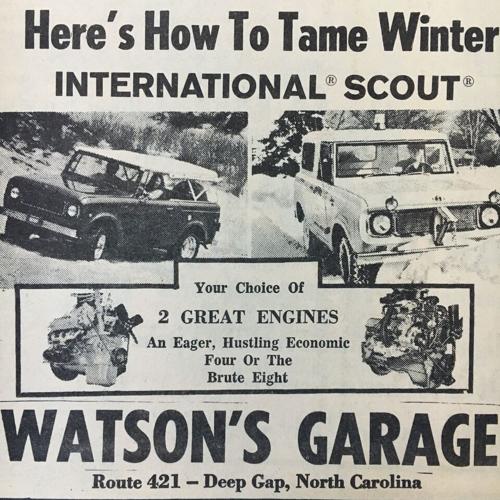 Here's How To Tame Winter
INTERNATIONAL® SCOUT®
Your Choice Of
2 GREAT ENGINES
An Eager, Hustling Economic
Four Or The
Brute Eight
WATSON'S GARAGE
Route 421 – Deep Gap, North Carolina